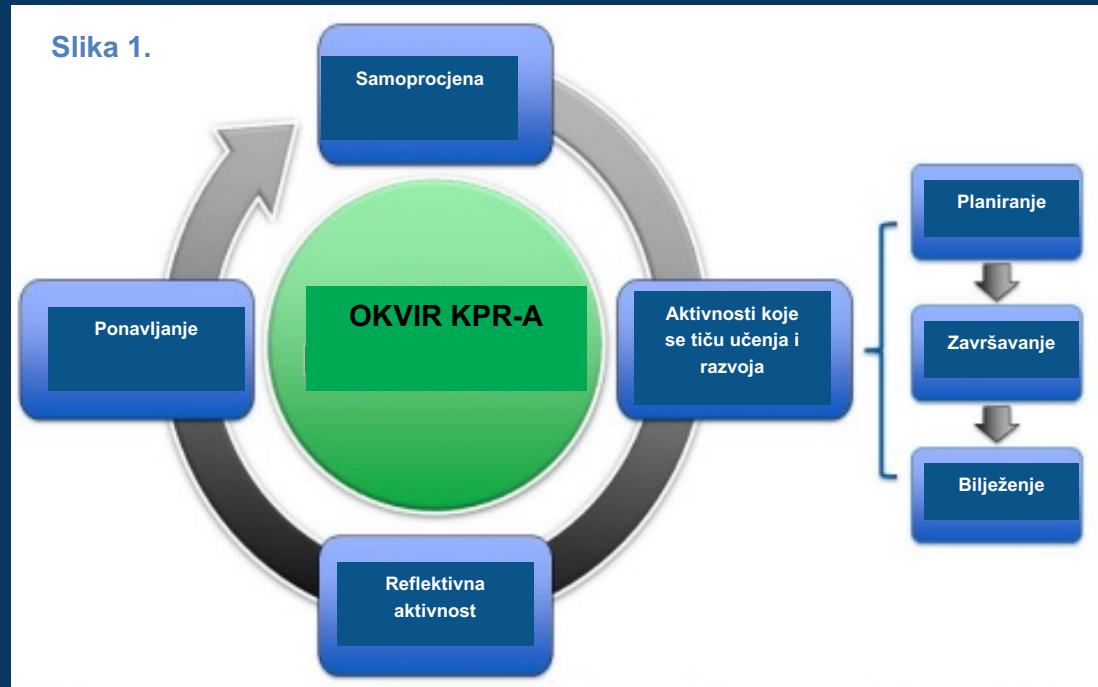 Slika 1.
Samoprocjena
OKVIR KPR-A
Ponavljanje
Aktivnosti koje
se tiču učenja i
razvoja
Reflektivna
aktivnost
Planiranje
Završavanje
Bilježenje